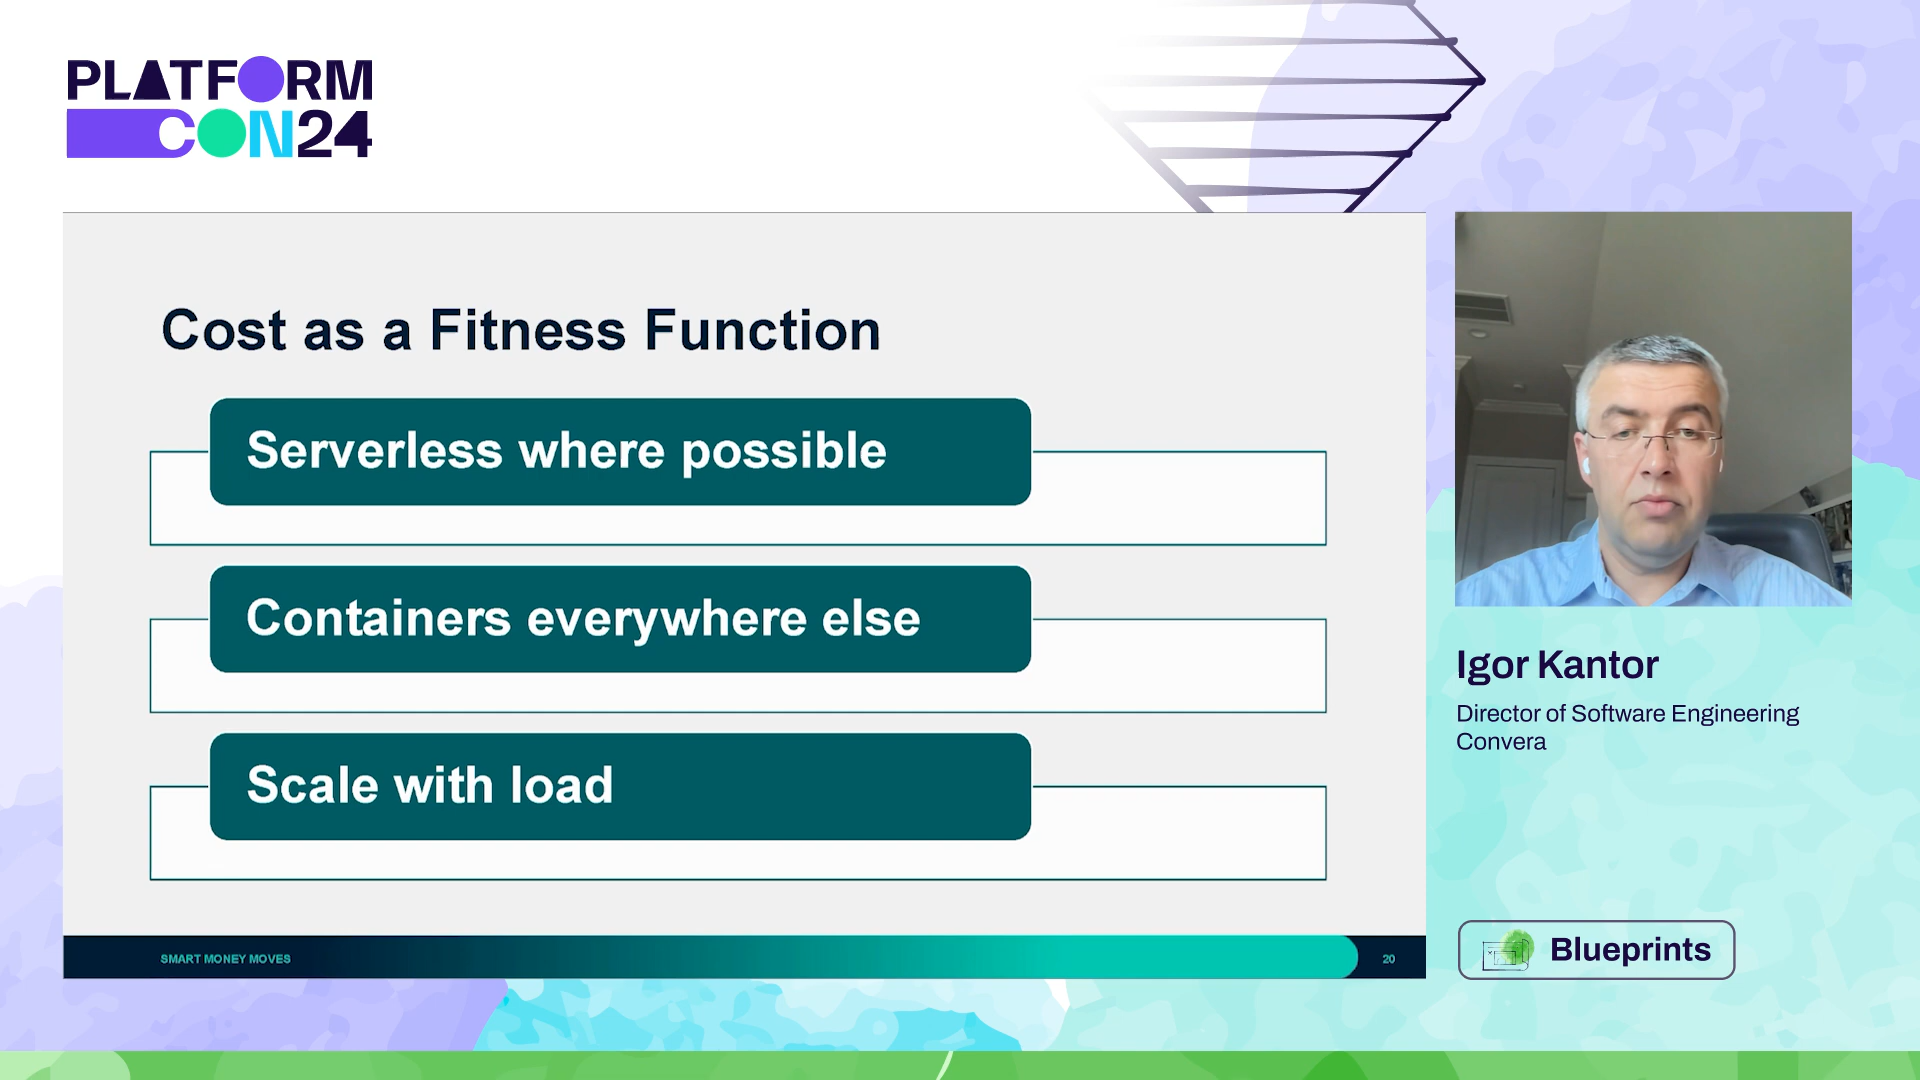 PLATFORM
CON24
Cost as a Fitness Function
Serverless where possible
Containers everywhere else
Scale with load
SMART MONEY MOVES
20
Igor Kantor
Director of Software Engineering
Convera
Blueprints